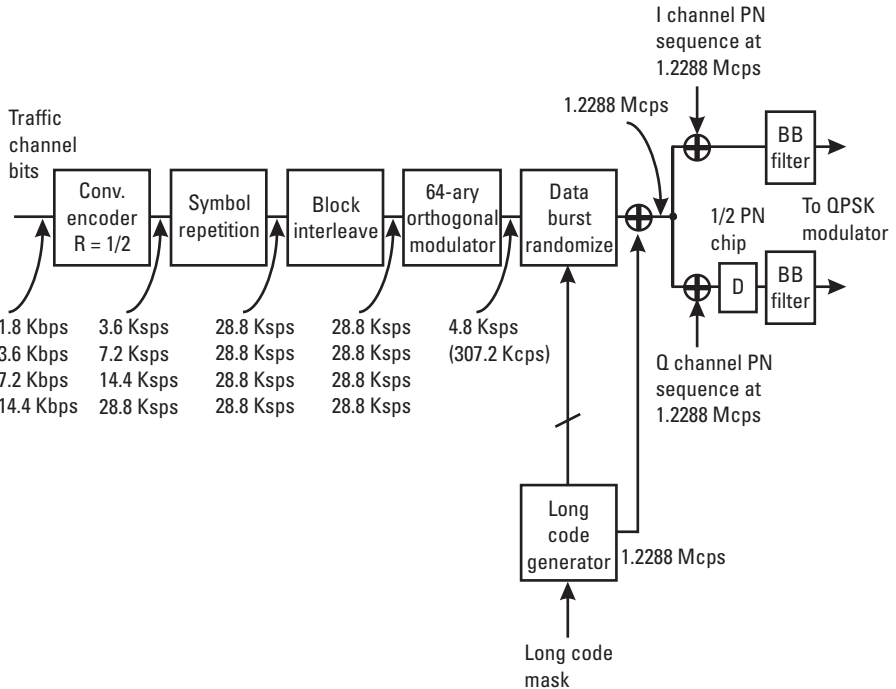 I channel PN
sequence at
1.2288 Mcps
1.2288 Mcps
Traffic
channel
bits
Conv.
encoder
R = 1/2
Symbol
repetition
Block
interleave
64-ary
orthogonal
modulator
Data
burst
randomize
BB
filter
1/2 PN
chip
D
BB
filter
To QPSK
modulator
1.8 Kbps
3.6 Kbps
7.2 Kbps
14.4 Kbps
3.6 Ksps
7.2 Ksps
14.4 Ksps
28.8 Ksps
28.8 Ksps
28.8 Ksps
28.8 Ksps
28.8 Ksps
28.8 Ksps
28.8 Ksps
28.8 Ksps
28.8 Ksps
4.8 Ksps
(307.2 Kcps)
Q channel PN
sequence at
1.2288 Mcps
Long
code
generator
1.2288 Mcps
Long code
mask